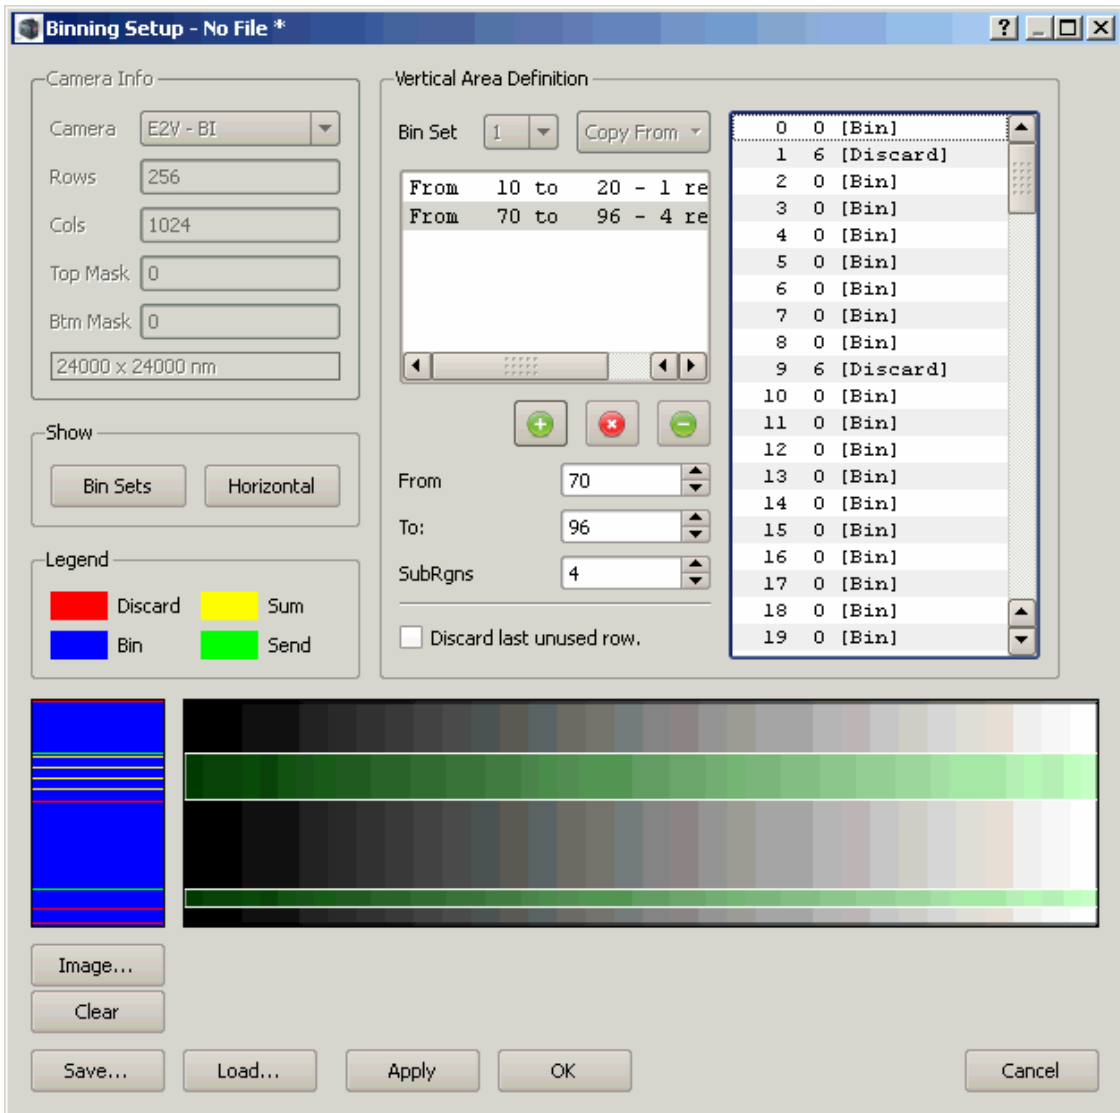 Binning Setup - No File *
Camera Info
Camera E2V - BI
Rows 256
Cols 1024
Top Mask 0
Btm Mask 0
24000 x 24000 nm
Show
Bin Sets Horizontal
Legend
Discard Sum
Bin Send
Vertical Area Definition
Bin Set 1 Copy From
From 10 to 20 - 1 re
From 70 to 96 - 4 re
From 70
To: 96
SubRgns 4
Discard last unused row.
0 0 [Bin]
1 6 [Discard]
2 0 [Bin]
3 0 [Bin]
4 0 [Bin]
5 0 [Bin]
6 0 [Bin]
7 0 [Bin]
8 0 [Bin]
9 6 [Discard]
10 0 [Bin]
11 0 [Bin]
12 0 [Bin]
13 0 [Bin]
14 0 [Bin]
15 0 [Bin]
16 0 [Bin]
17 0 [Bin]
18 0 [Bin]
19 0 [Bin]
Image...
Clear
Save... Load... Apply OK Cancel